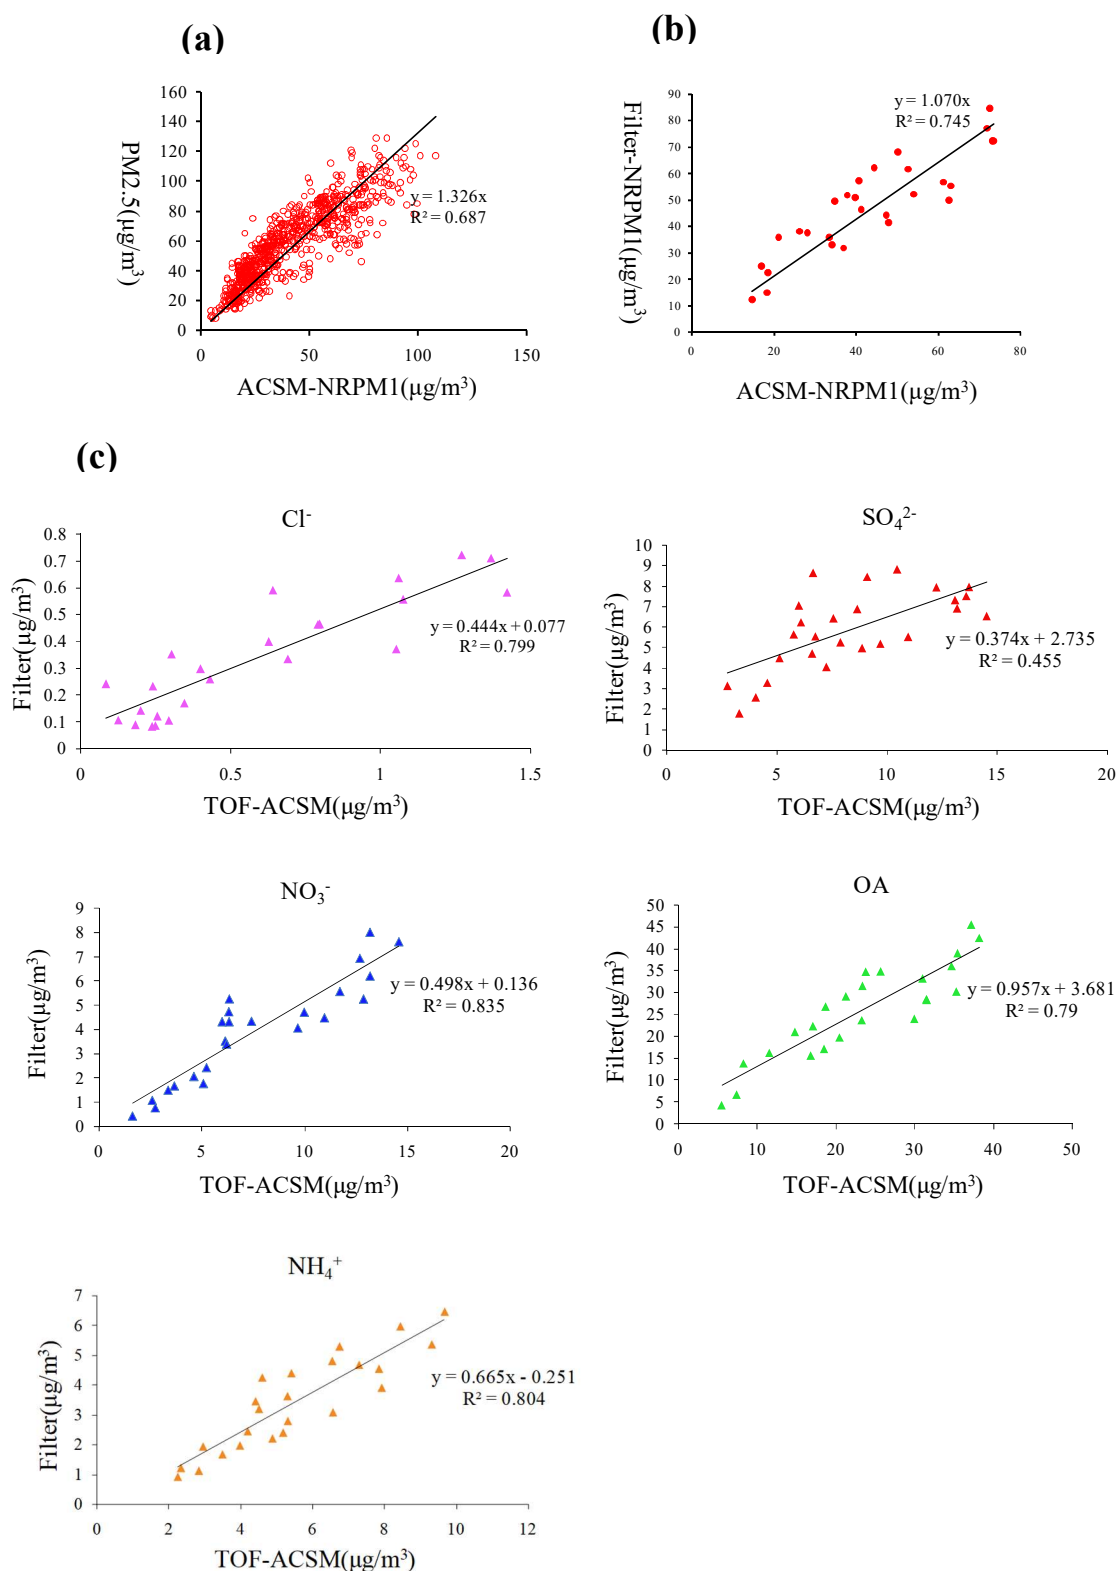 (a)
(b)
160
140
120
100
80
60
40
20
0
PM2.5(μg/m³)
y = 1.326x
R² = 0.687
0
50
100
150
ACSM-NRPM1(μg/m³)
90
80
70
60
50
40
30
20
10
0
Filter-NRPM1(μg/m³)
y = 1.070x
R² = 0.745
0
20
40
60
80
ACSM-NRPM1(μg/m³)
(c)
Cl⁻
0.8
0.7
0.6
0.5
0.4
0.3
0.2
0.1
0
Filter(μg/m³)
y = 0.444x + 0.077
R² = 0.799
0
0.5
1
1.5
TOF-ACSM(μg/m³)
SO₄²⁻
10
9
8
7
6
5
4
3
2
1
0
Filter(μg/m³)
y = 0.374x + 2.735
R² = 0.455
0
5
10
15
20
TOF-ACSM(μg/m³)
NO₃⁻
9
8
7
6
5
4
3
2
1
0
Filter(μg/m³)
y = 0.498x + 0.136
R² = 0.835
0
5
10
15
20
TOF-ACSM(μg/m³)
OA
50
45
40
35
30
25
20
15
10
5
0
Filter(μg/m³)
y = 0.957x + 3.681
R² = 0.79
0
10
20
30
40
50
TOF-ACSM(μg/m³)
NH₄⁺
7
6
5
4
3
2
1
0
Filter(μg/m³)
y = 0.665x - 0.251
R² = 0.804
0
2
4
6
8
10
12
TOF-ACSM(μg/m³)